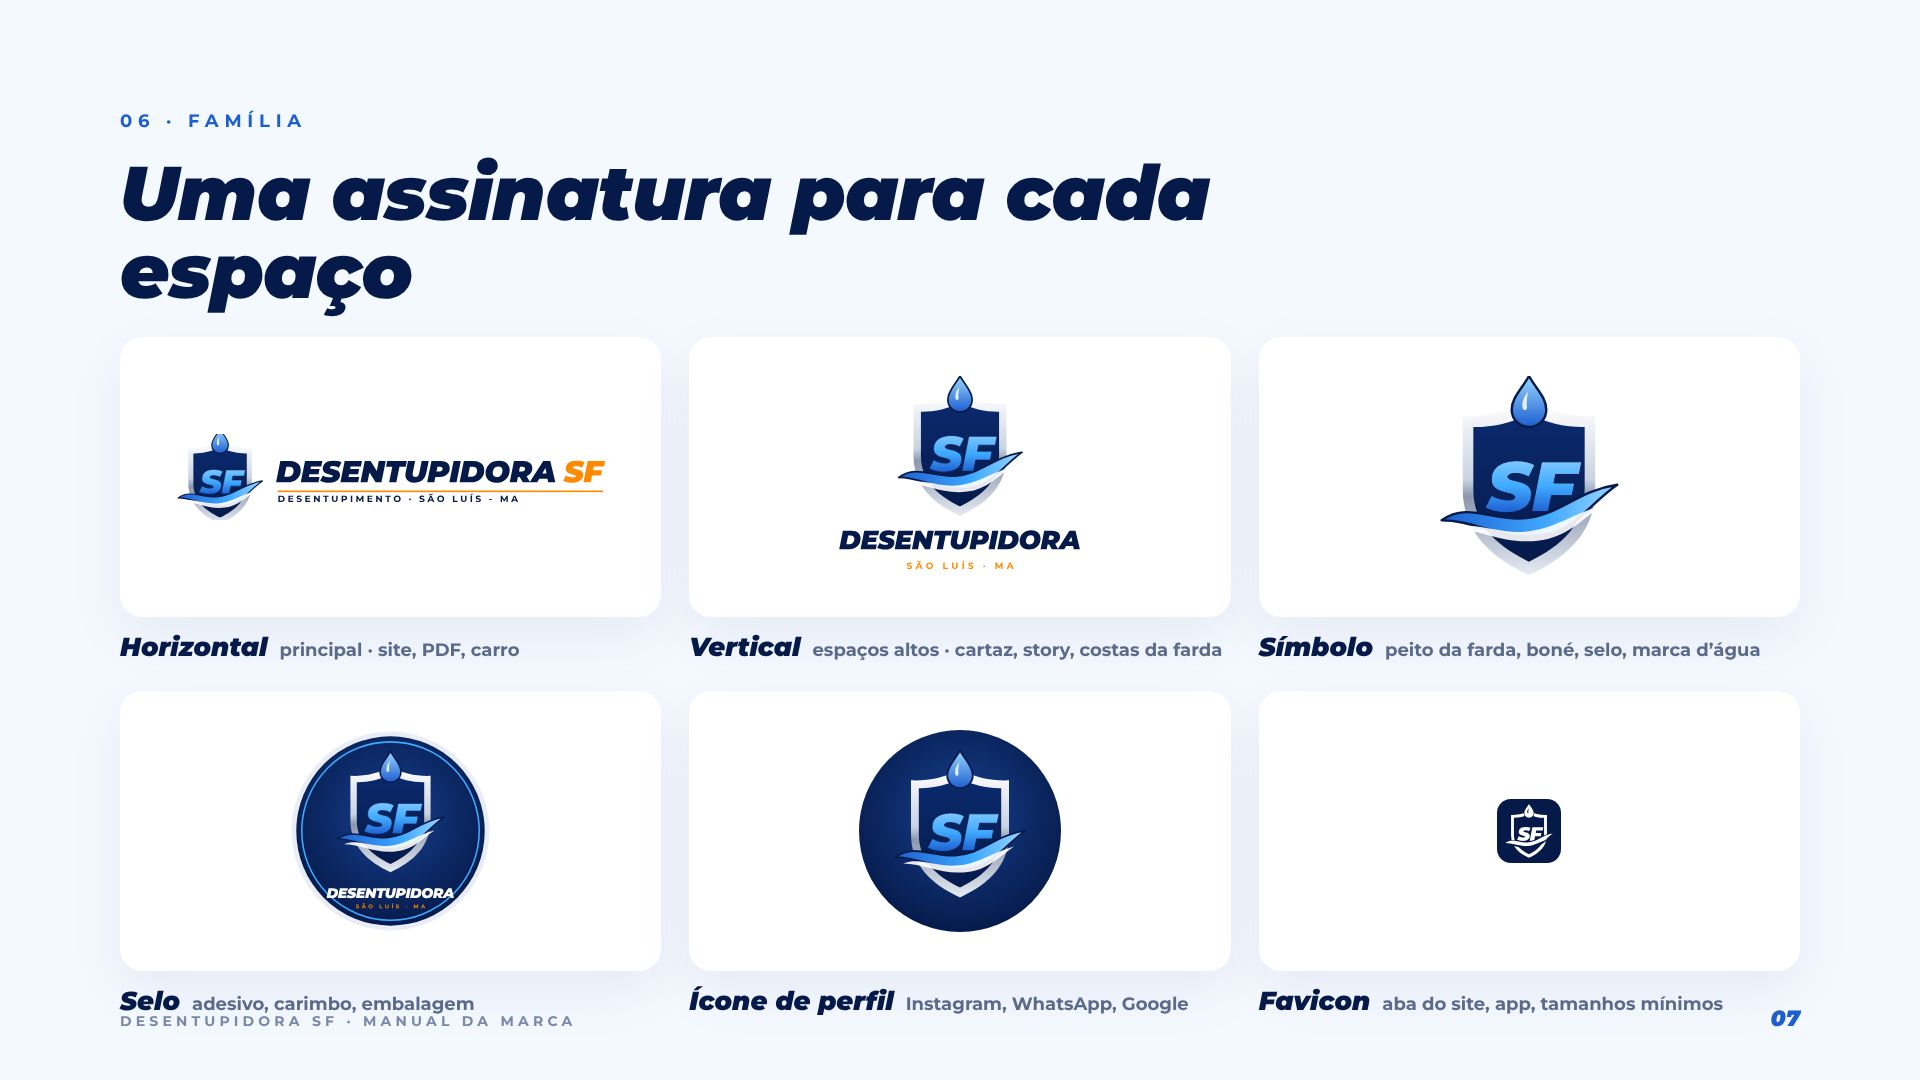 06 · FAMÍLIA
Uma assinatura para cada
espaço
SF
DESENTUPIDORA SF
DESENTUPIMENTO · SÃO LUÍS - MA
SF
DESENTUPIDORA
SÃO LUÍS · MA
SF
Horizontal principal · site, PDF, carro
Vertical espaços altos · cartaz, story, costas da farda
Símbolo peito da farda, boné, selo, marca d’água
SF
DESENTUPIDORA
SÃO LUÍS · MA
SF
SF
Selo adesivo, carimbo, embalagem
Ícone de perfil Instagram, WhatsApp, Google
Favicon aba do site, app, tamanhos mínimos
DESENTUPIDORA SF · MANUAL DA MARCA
07